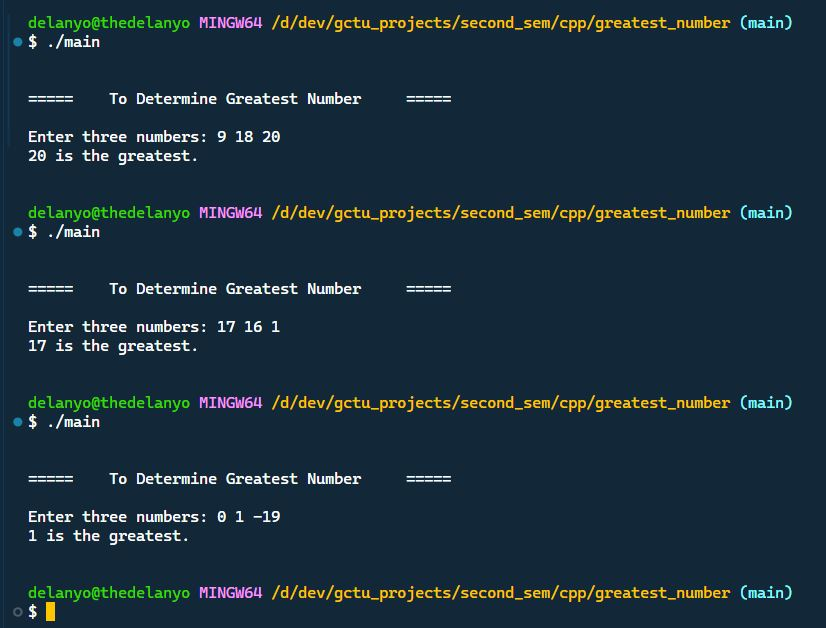 delanyo@thedelanyo MINGW64 /d/dev/gctu_projects/second_sem/cpp/greatest_number (main)
$ ./main
=====    To Determine Greatest Number     =====
Enter three numbers: 9 18 20
20 is the greatest.
delanyo@thedelanyo MINGW64 /d/dev/gctu_projects/second_sem/cpp/greatest_number (main)
$ ./main
=====    To Determine Greatest Number     =====
Enter three numbers: 17 16 1
17 is the greatest.
delanyo@thedelanyo MINGW64 /d/dev/gctu_projects/second_sem/cpp/greatest_number (main)
$ ./main
=====    To Determine Greatest Number     =====
Enter three numbers: 0 1 -19
1 is the greatest.
delanyo@thedelanyo MINGW64 /d/dev/gctu_projects/second_sem/cpp/greatest_number (main)
$